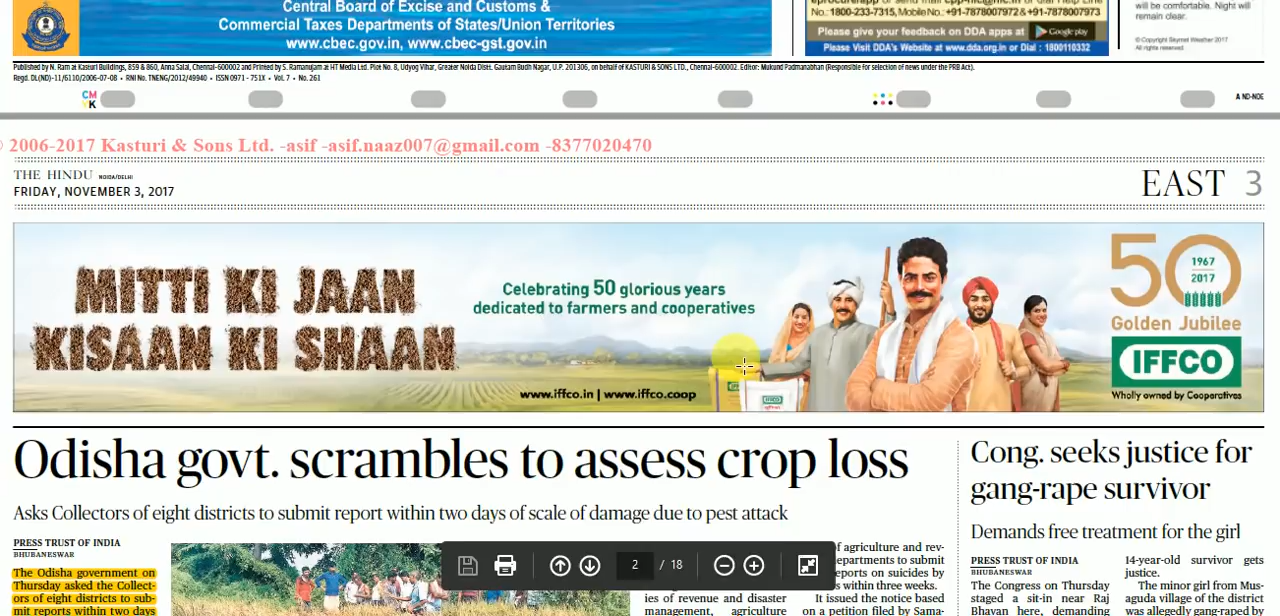 Central Board of Excise and Customs &
Commercial Taxes Departments of States/Union Territories
www.cbec.gov.in, www.cbec-gst.gov.in
No.: 1800-233-7315, Mobile No.: +91-7878007972 & +91-7878007973
Please give your feedback on DDA apps at Google play
Please Visit DDA's Website at www.dda.org.in or Dial : 1800110332
will be comfortable. Night will
remain clear.
© Copyright Skymet Weather 2017
All rights reserved.
Published by N. Ram at Kasturi Buildings, 859 & 860, Anna Salai, Chennai-600002 and Printed by S. Ramanujam at HT Media Ltd. Plot No. 8, Udyog Vihar, Greater Noida Distt. Gautam Budh Nagar, U.P. 201306, on behalf of KASTURI & SONS LTD., Chennai-600002. Editor: Mukund Padmanabhan (Responsible for selection of news under the PRB Act).
Regd. DL(ND)-11/6110/2006-07-08 • RNI No. TNENG/2012/49940 • ISSN 0971 - 751X • Vol. 7 • No. 261
CM
YK
A ND-NDE
© 2006-2017 Kasturi & Sons Ltd. -asif -asif.naaz007@gmail.com -8377020470
THE HINDU NOIDA/DELHI
FRIDAY, NOVEMBER 3, 2017
EAST 3
MITTI KI JAAN
KISAAN KI SHAAN
Celebrating 50 glorious years
dedicated to farmers and cooperatives
www.iffco.in | www.iffco.coop
50
1967
2017
Golden Jubilee
IFFCO
Wholly owned by Cooperatives
Odisha govt. scrambles to assess crop loss
Asks Collectors of eight districts to submit report within two days of scale of damage due to pest attack
PRESS TRUST OF INDIA
BHUBANESWAR
The Odisha government on
Thursday asked the Collect-
ors of eight districts to sub-
mit reports within two days
ies of revenue and disaster
management, agriculture
of agriculture and rev-
epartments to submit
eports on suicides by
s within three weeks.
It issued the notice based
on a petition filed by Sama-
Cong. seeks justice for
gang-rape survivor
Demands free treatment for the girl
PRESS TRUST OF INDIA
BHUBANESWAR
The Congress on Thursday
staged a sit-in near Raj
Bhavan here, demanding
14-year-old survivor gets
justice.
The minor girl from Mus-
aguda village of the district
was allegedly gang-raped by
2 / 18